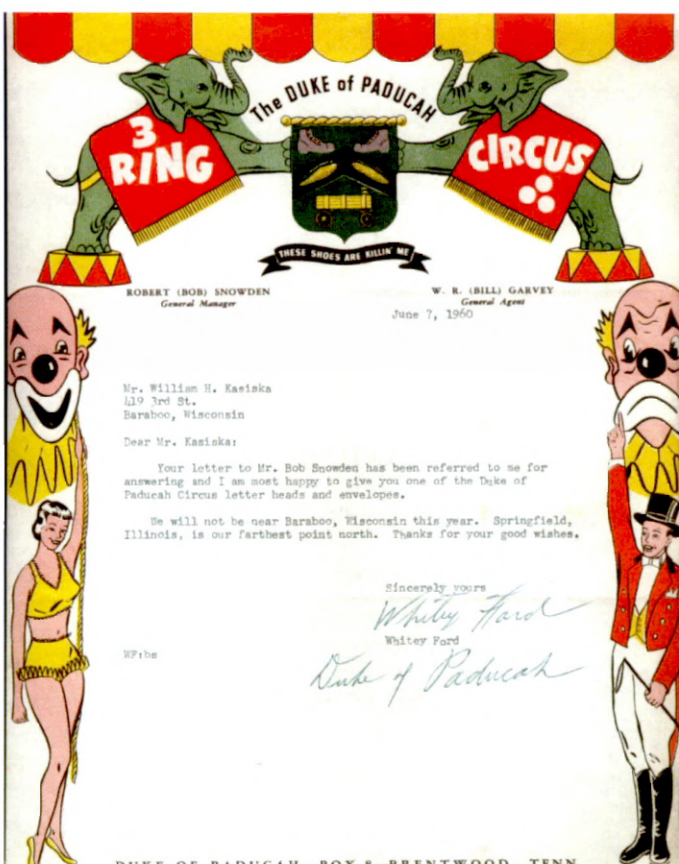 The DUKE of PADUCAH
3 RING
CIRCUS
THESE SHOES ARE KILLIN' ME
ROBERT (BOB) SNOWDEN
General Manager
W. R. (BILL) GARVEY
General Agent
June 7, 1960
Mr. William H. Kasiska
419 3rd St.
Baraboo, Wisconsin
Dear Mr. Kasiska:
Your letter to Mr. Bob Snowden has been referred to me for
answering and I am most happy to give you one of the Duke of
Paducah Circus letter heads and envelopes.
We will not be near Baraboo, Wisconsin this year. Springfield,
Illinois, is our farthest point north. Thanks for your good wishes.
Sincerely yours
Whitey Ford
Whitey Ford
WF:bs
Duke of Paducah
DUKE OF PADUCAH, BOX 8, BRENTWOOD, TENN.